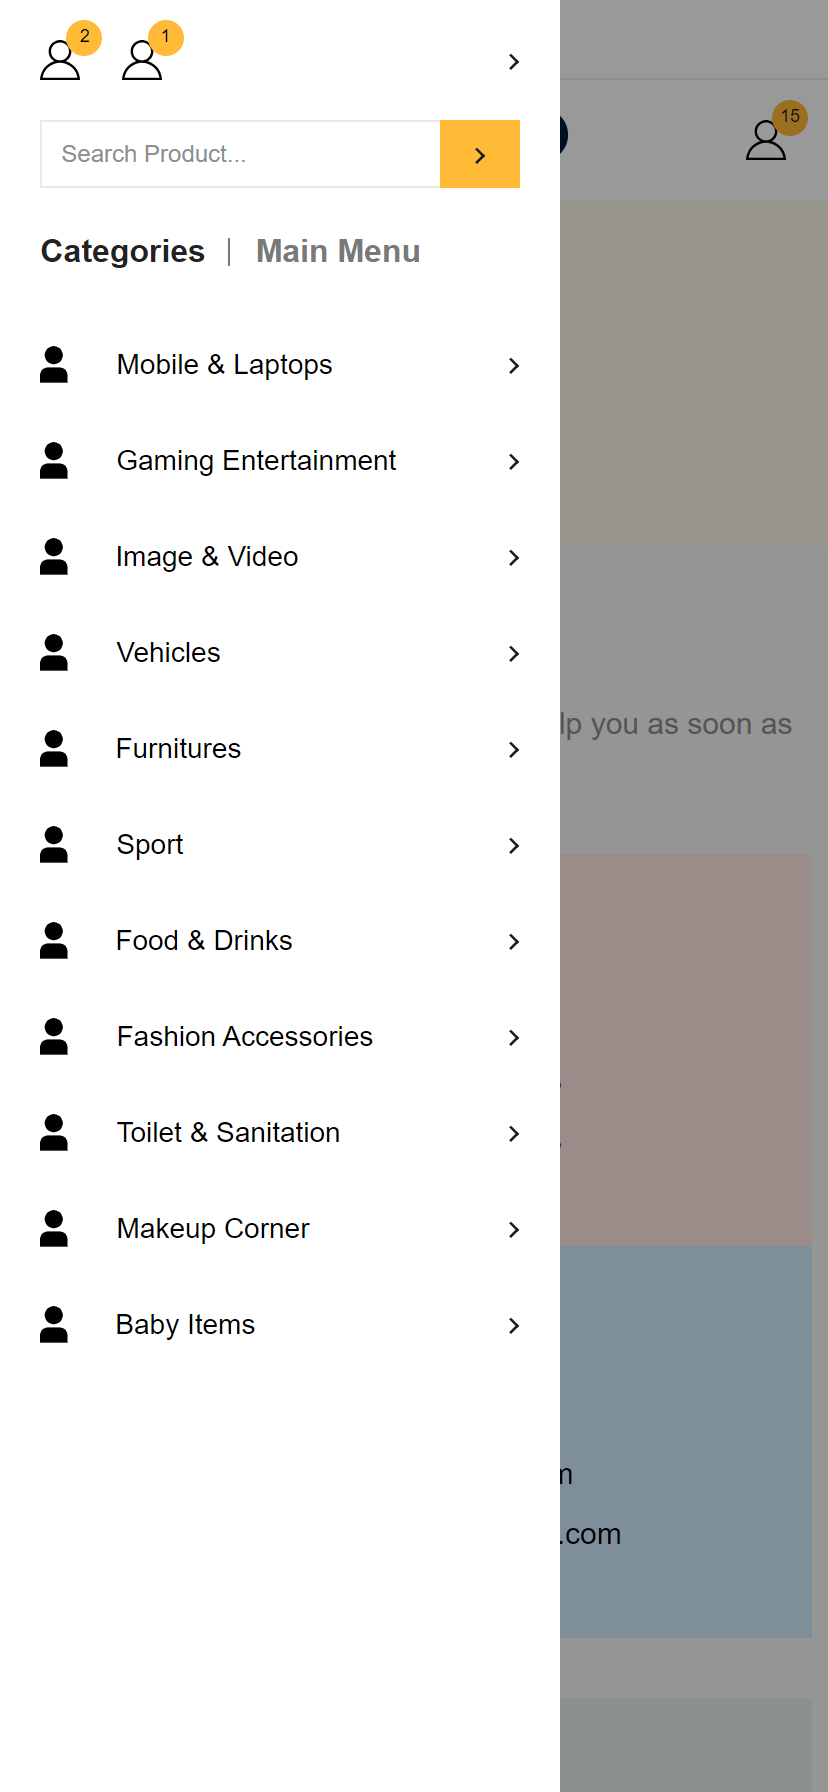 2
1
15
Search Product...
Categories
Main Menu
Mobile & Laptops
Gaming Entertainment
Image & Video
Vehicles
lp you as soon as
Furnitures
Sport
Food & Drinks
Fashion Accessories
Toilet & Sanitation
Makeup Corner
Baby Items
.com